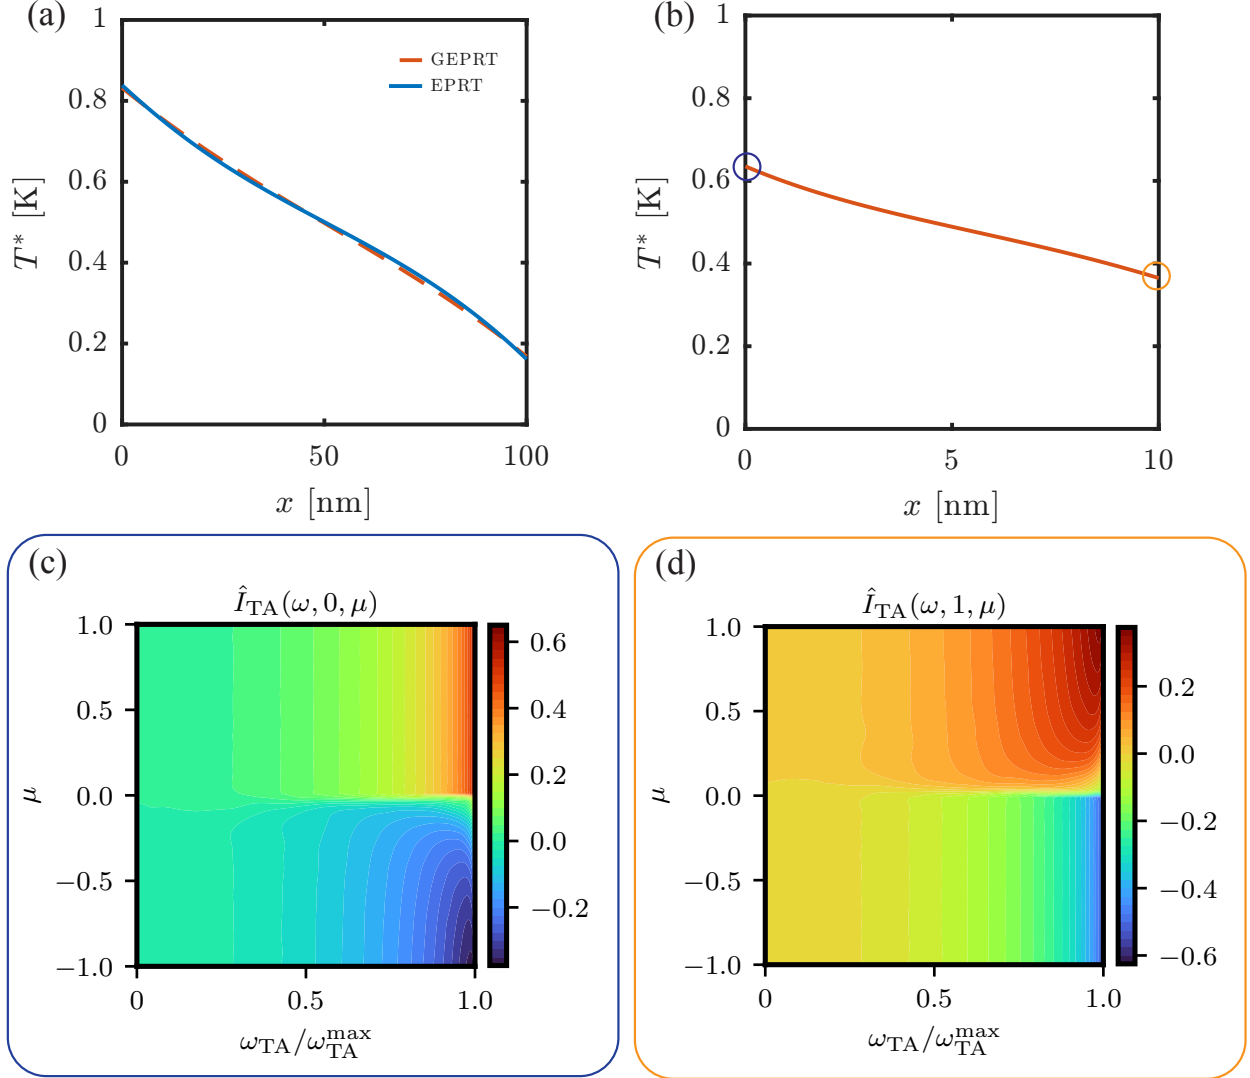 (a)
1
0.8
0.6
0.4
0.2
0
T* [K]
GEPRT
EPRT
0 50 100
x [nm]
(b)
1
0.8
0.6
0.4
0.2
0
T* [K]
0 5 10
x [nm]
(c)
Î_TA(ω, 0, μ)
1.0
0.5
0.0
−0.5
−1.0
μ
0.6
0.4
0.2
0.0
−0.2
0 0.5 1.0
ω_TA/ω_TA^max
(d)
Î_TA(ω, 1, μ)
1.0
0.5
0.0
−0.5
−1.0
μ
0.2
0.0
−0.2
−0.4
−0.6
0 0.5 1.0
ω_TA/ω_TA^max